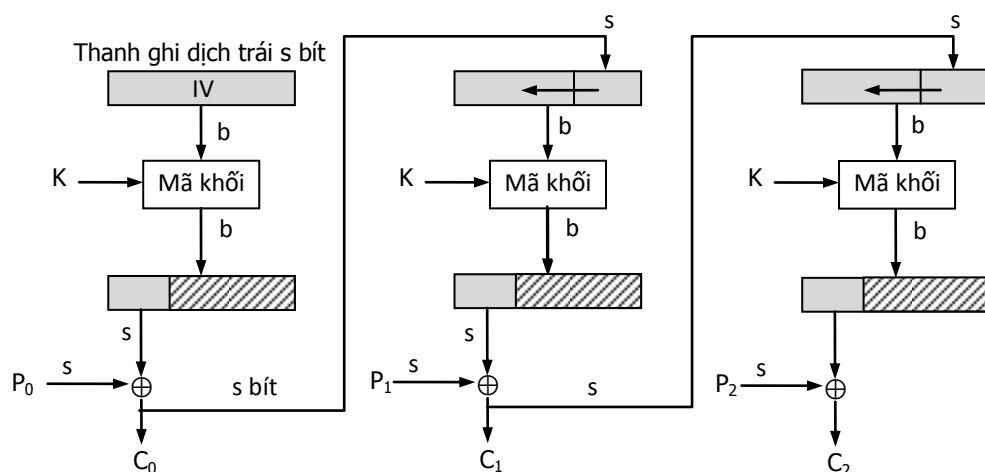 s
s
Thanh ghi dịch trái s bít
IV
b
b
b
K
Mã khối
K
Mã khối
K
Mã khối
b
b
b
s
s
P0
s
s bít
P1
s
s
P2
s
C0
C1
C2